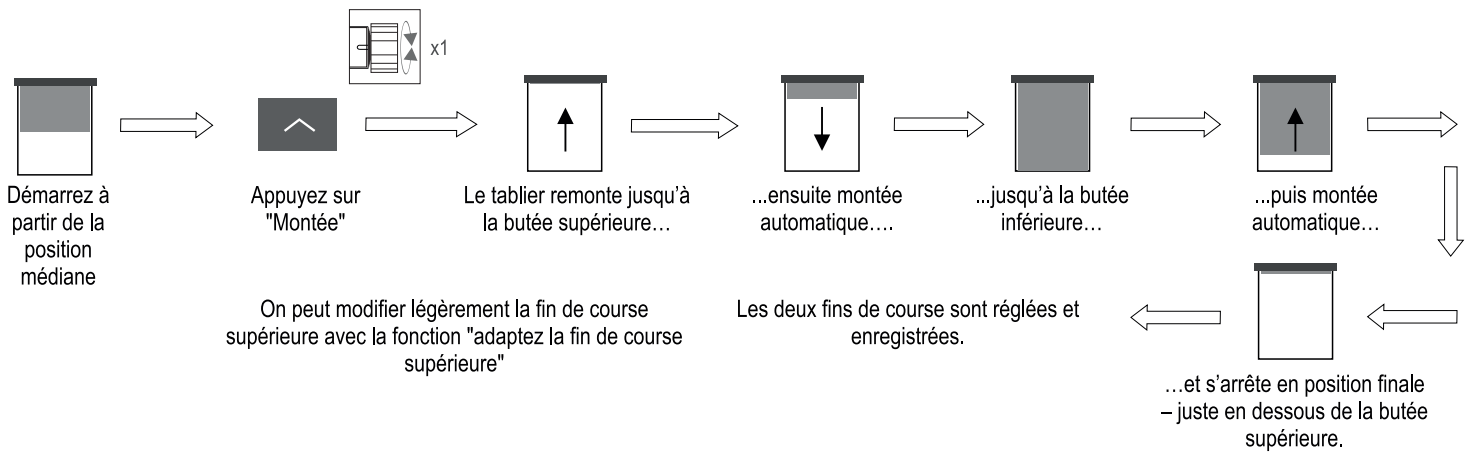 x1
Démarrez à
partir de la
position
médiane
Appuyez sur
"Montée"
Le tablier remonte jusqu'à
la butée supérieure…
...ensuite montée
automatique….
...jusqu'à la butée
inférieure…
...puis montée
automatique…
…et s'arrête en position finale
– juste en dessous de la butée
supérieure.
Les deux fins de course sont réglées et
enregistrées.
On peut modifier légèrement la fin de course
supérieure avec la fonction "adaptez la fin de course
supérieure"